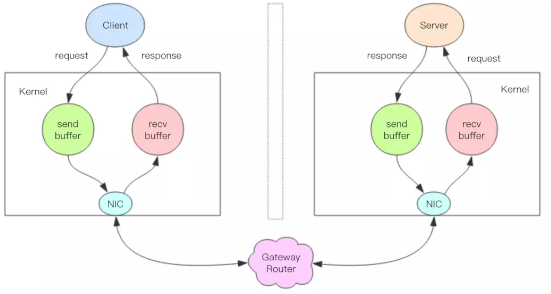 Client
Server
request
response
response
request
Kernel
Kernel
send
buffer
recv
buffer
send
buffer
recv
buffer
NIC
NIC
Gateway
Router